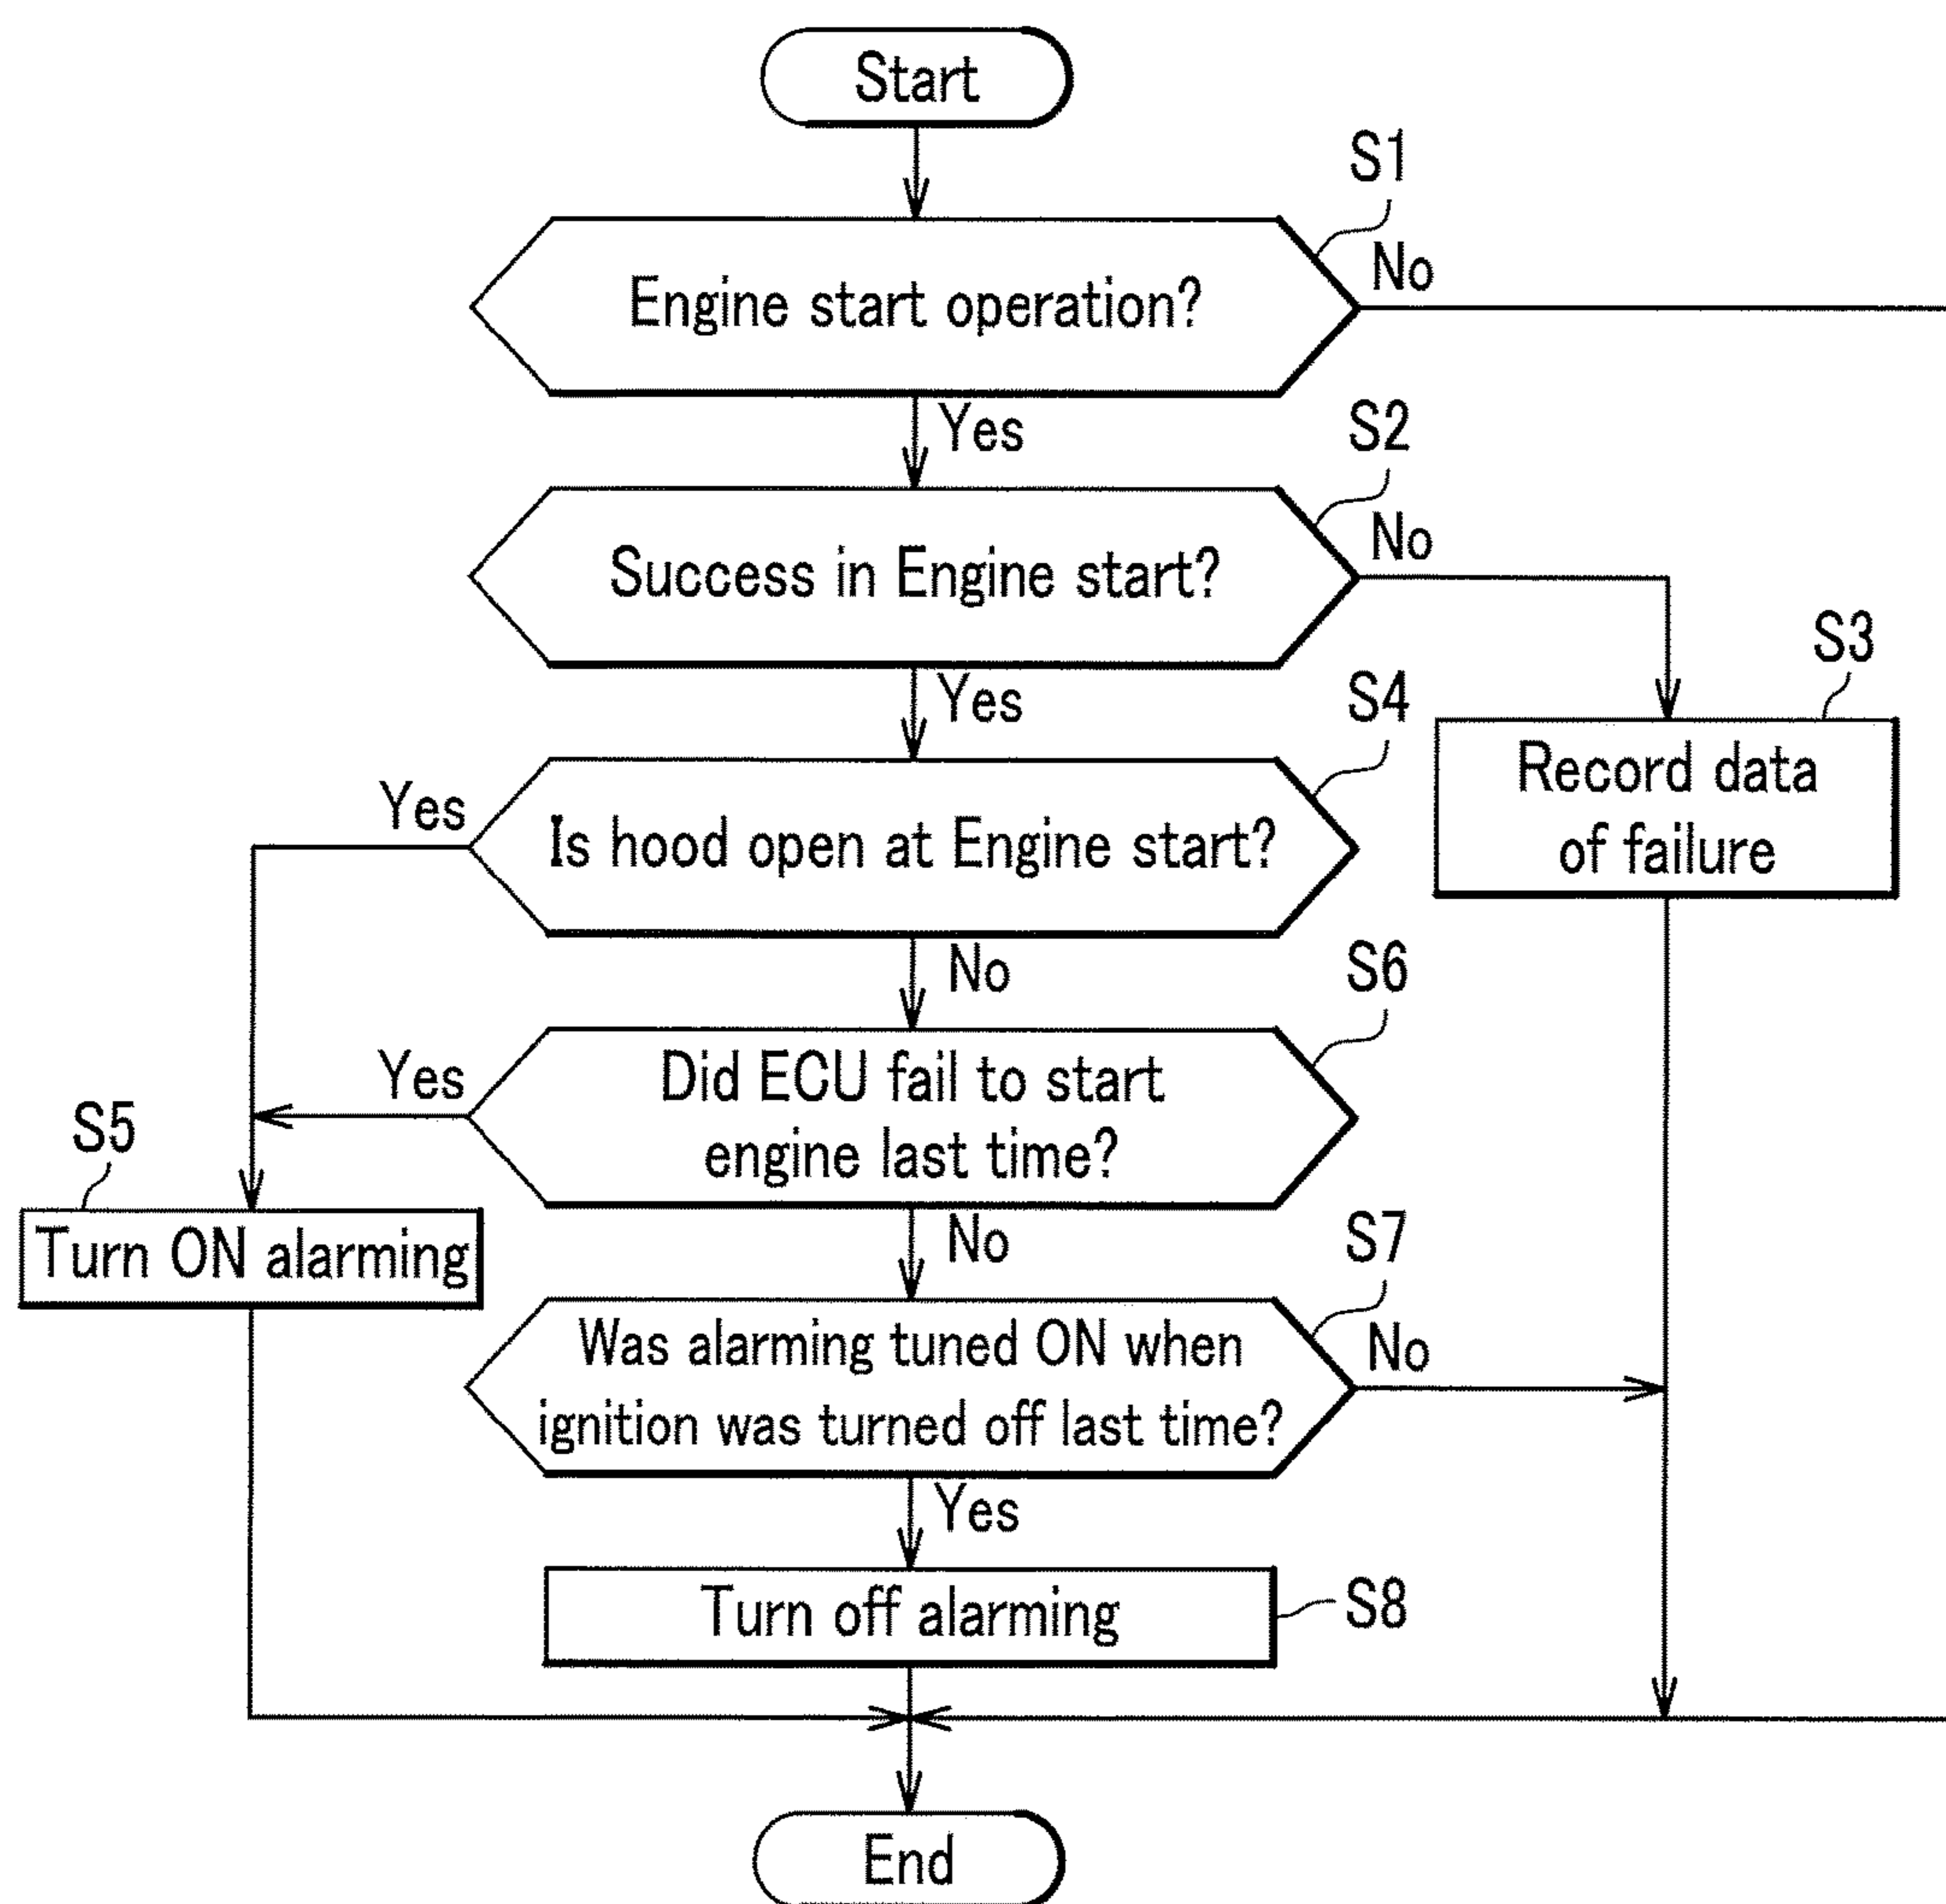 Start
S1
Engine start operation?
No
Yes
S2
Success in Engine start?
No
Yes
S3
Record data
of failure
S4
Is hood open at Engine start?
Yes
No
S6
Did ECU fail to start
engine last time?
Yes
No
S5
Turn ON alarming
S7
Was alarming tuned ON when
ignition was turned off last time?
No
Yes
Turn off alarming
S8
End